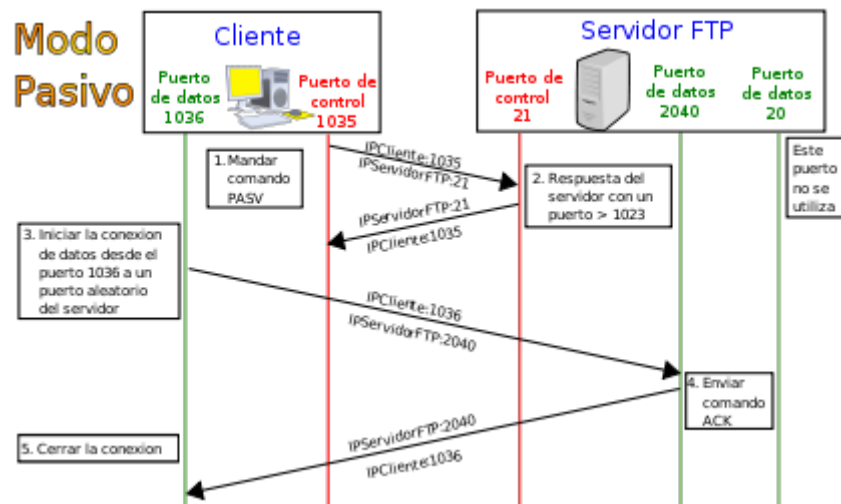 Modo
Pasivo
Cliente
Puerto
de datos
1036
Puerto de
control
1035
Servidor FTP
Puerto de
control
21
Puerto
de datos
2040
Puerto
de datos
20
1. Mandar
comando
PASV
IPCliente:1035
IPServidorFTP:21
2. Respuesta del
servidor con un
puerto > 1023
Este
puerto
no se
utiliza
IPServidorFTP:21
IPCliente:1035
3. Iniciar la conexion
de datos desde el
puerto 1036 a un
puerto aleatorio
del servidor
IPCliente:1036
IPServidorFTP:2040
4. Enviar
comando
ACK
IPServidorFTP:2040
IPCliente:1036
5. Cerrar la conexion